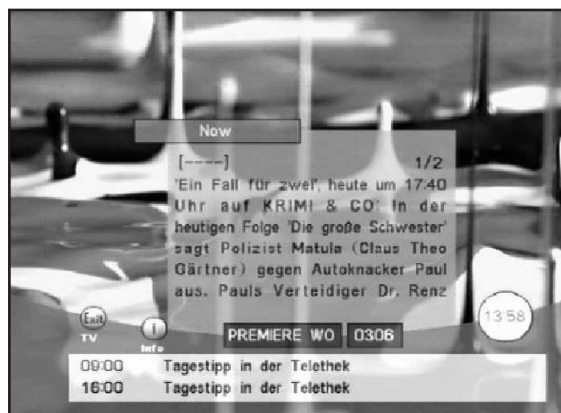 Now
[----] 1/2
'Ein Fall für zwei', heute um 17:40
Uhr auf KRIMI & CO: In der
heutigen Folge 'Die große Schwester'
sagt Polizist Matula (Claus Theo
Gärtner) gegen Autoknacker Paul
aus. Pauls Verteidiger Dr. Renz
Exit
TV
i
Info
PREMIERE WO 0306
13:58
09:00 Tagestipp in der Telethek
16:00 Tagestipp in der Telethek